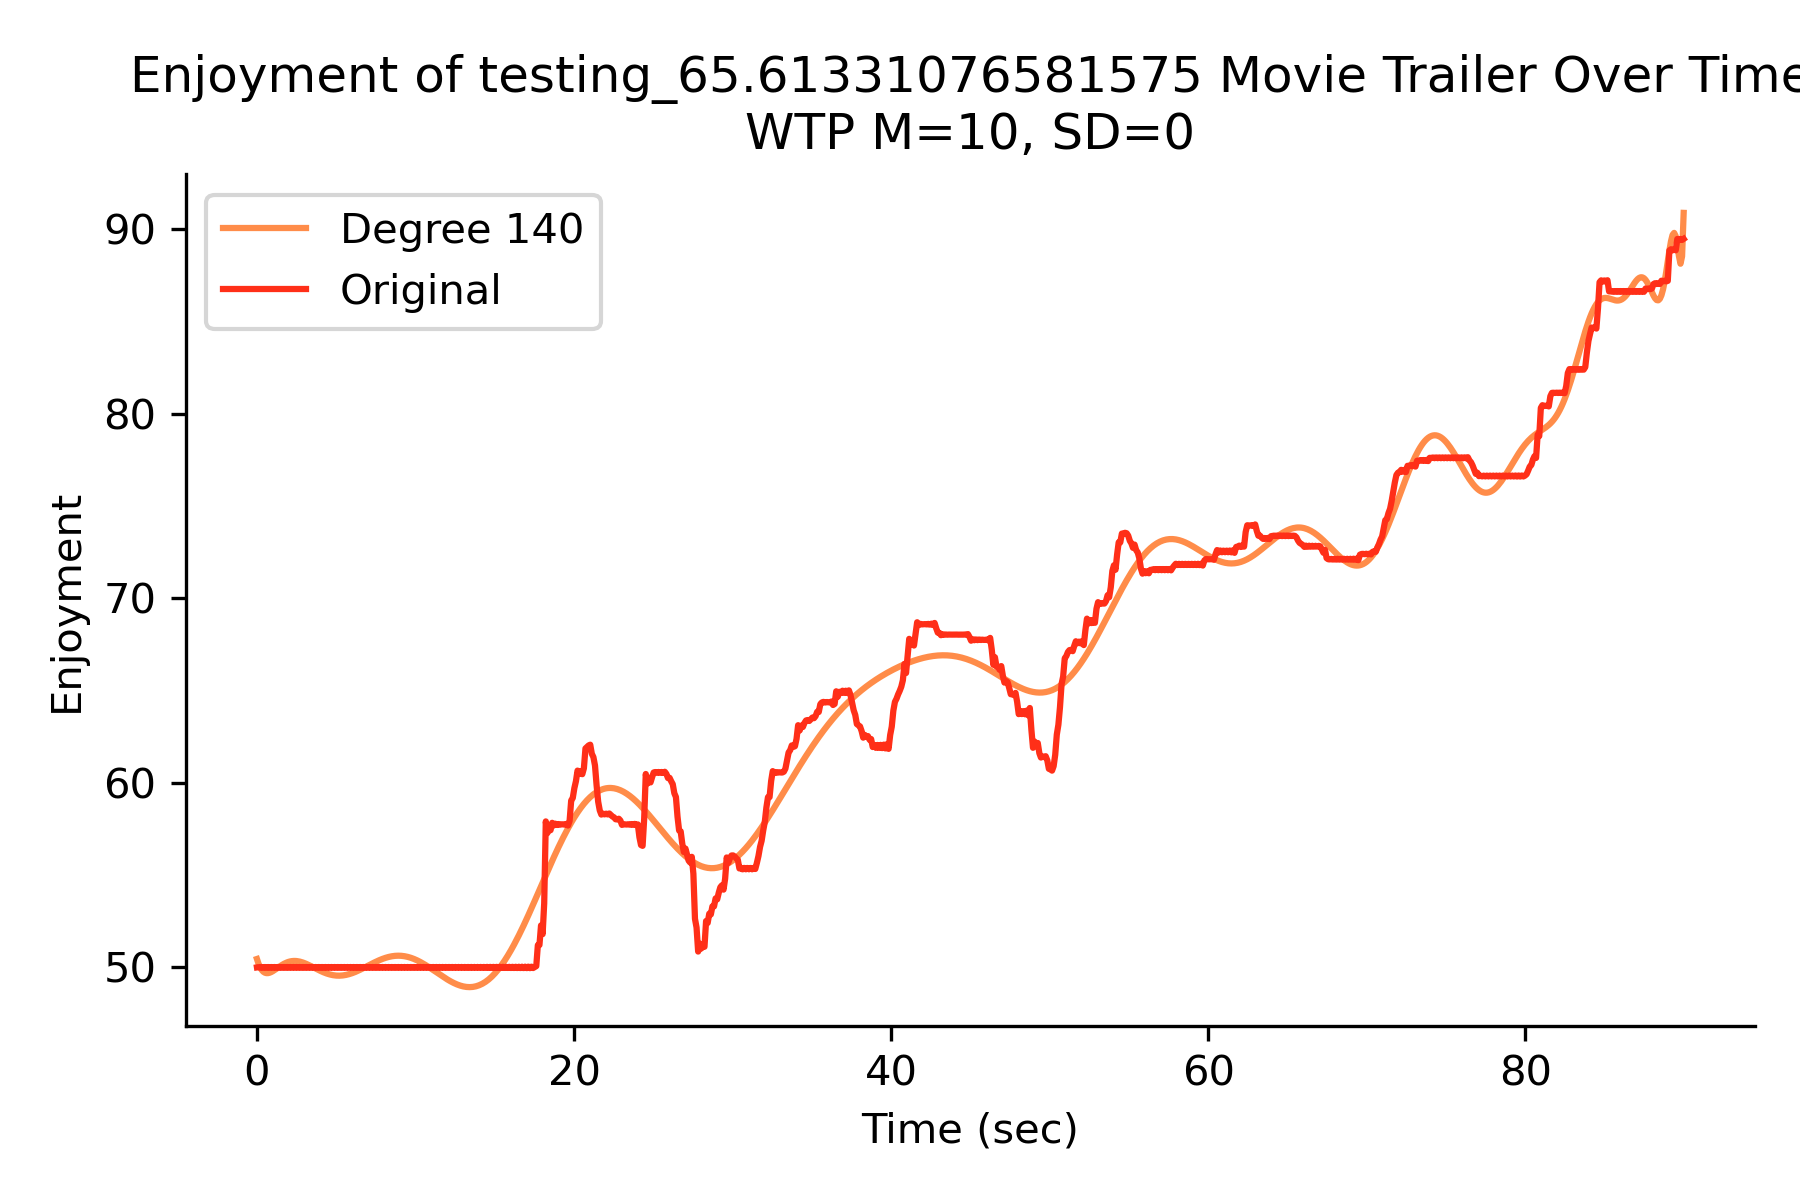 Enjoyment of testing_65.61331076581575 Movie Trailer Over Time
WTP M=10, SD=0
Degree 140
Original
90
80
70
60
50
Enjoyment
0 20 40 60 80
Time (sec)